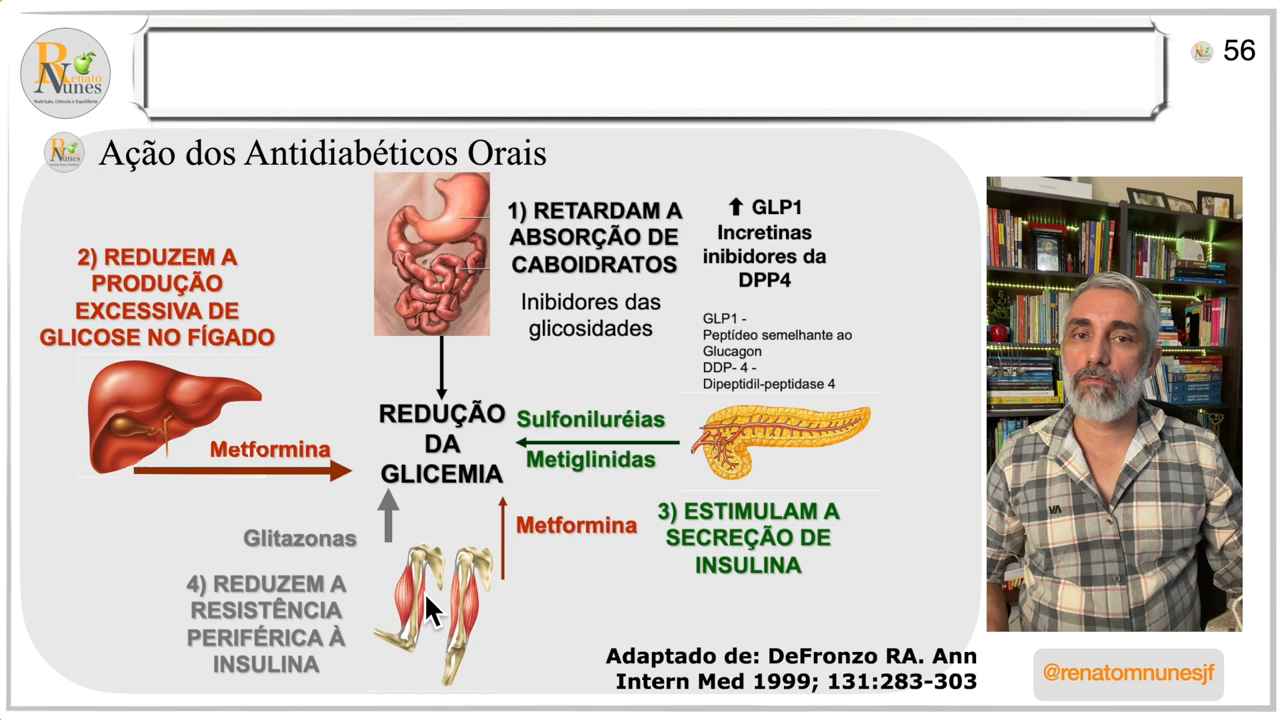 Renato
Nunes
Nutrição, Ciência e Equilíbrio
56
Ação dos Antidiabéticos Orais
1) RETARDAM A
ABSORÇÃO DE
CABOIDRATOS
Inibidores das
glicosidades
⬆ GLP1
Incretinas
inibidores da
DPP4
GLP1 -
Peptídeo semelhante ao
Glucagon
DDP- 4 -
Dipeptidil-peptidase 4
2) REDUZEM A
PRODUÇÃO
EXCESSIVA DE
GLICOSE NO FÍGADO
Metformina
REDUÇÃO
DA
GLICEMIA
Sulfoniluréias
Metiglinidas
3) ESTIMULAM A
SECREÇÃO DE
INSULINA
Metformina
Glitazonas
4) REDUZEM A
RESISTÊNCIA
PERIFÉRICA À
INSULINA
VA
Adaptado de: DeFronzo RA. Ann
Intern Med 1999; 131:283-303
@renatomnunesjf